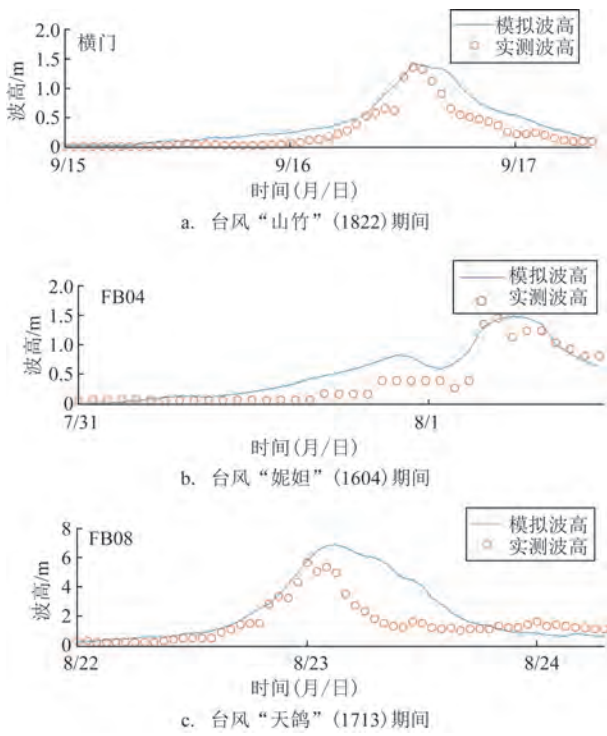 2.0
横门
模拟波高
1.5
实测波高
1.0
0.5
0
波高/m
9/15
9/16
9/17
时间(月/日)
a. 台风“山竹”(1822)期间
2.0
FB04
模拟波高
实测波高
1.5
1.0
0.5
0
波高/m
7/31
8/1
时间(月/日)
b. 台风“妮妲”(1604)期间
8
FB08
模拟波高
实测波高
6
4
2
0
波高/m
8/22
8/23
8/24
时间(月/日)
c. 台风“天鸽”(1713)期间